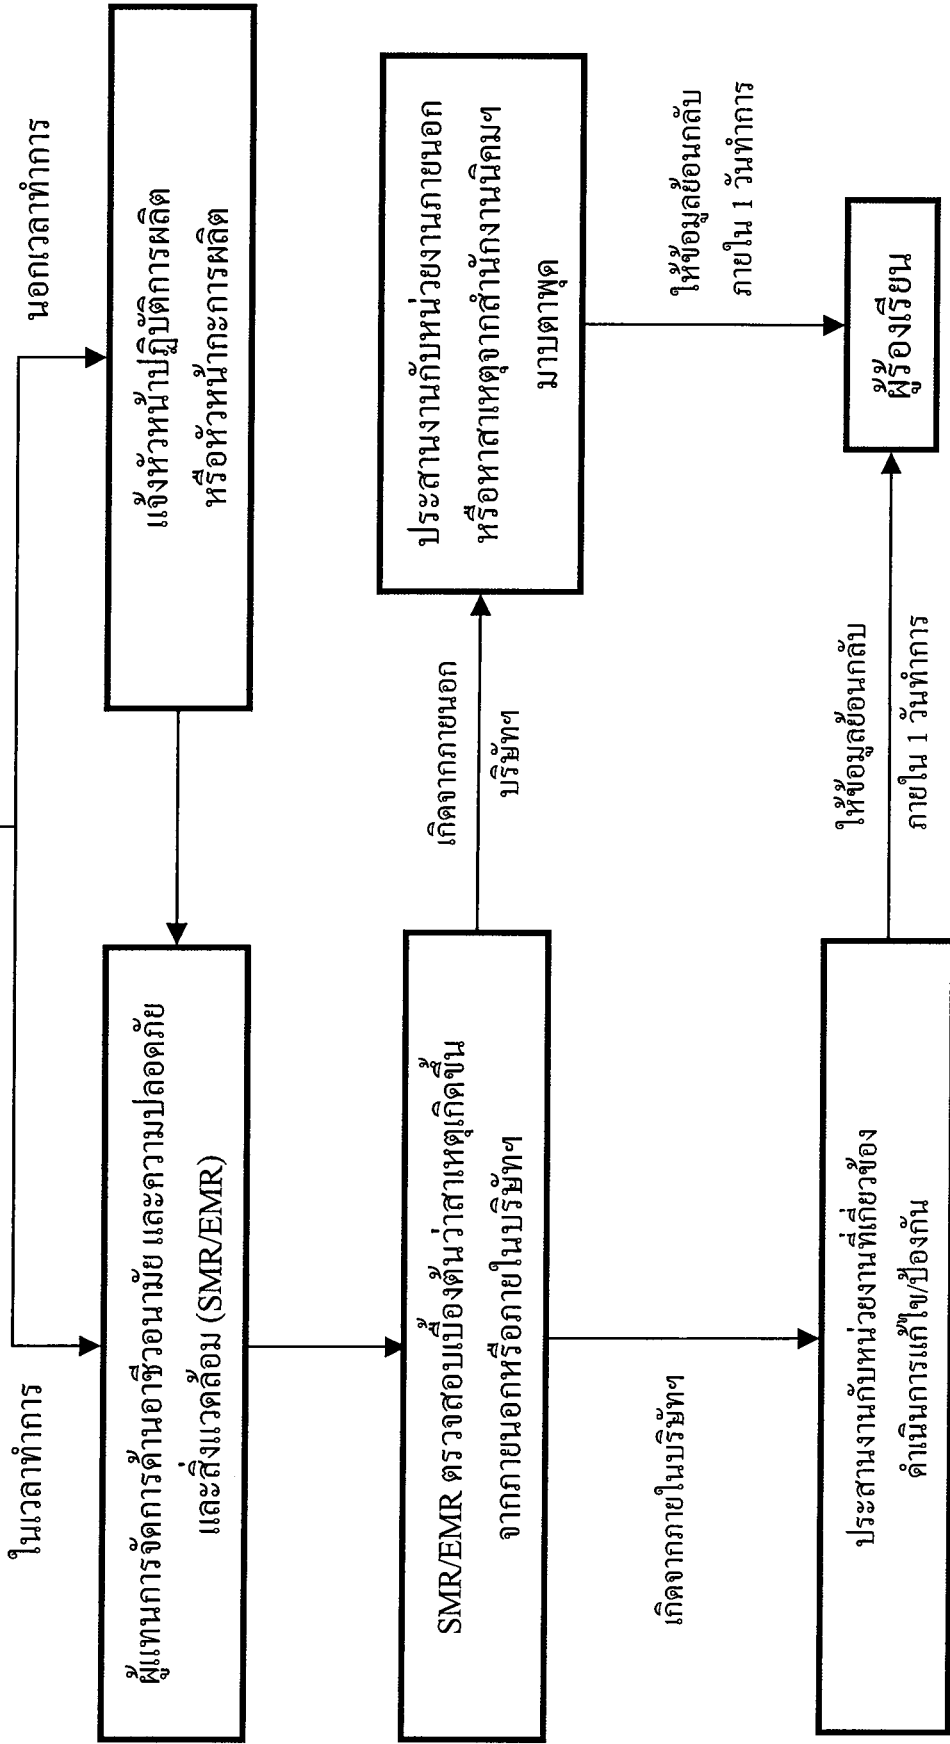 ในเวลาทำการ
นอกเวลาทำการ
ผู้แทนการจัดการด้านอาชีวอนามัย และความปลอดภัย
และสิ่งแวดล้อม (SMR/EMR)
แจ้งหัวหน้าปฏิบัติการผลิต
หรือหัวหน้ากะการผลิต
SMR/EMR ตรวจสอบเบื้องต้นว่าสาเหตุเกิดขึ้น
จากภายนอกหรือภายในบริษัทฯ
เกิดจากภายนอก
บริษัทฯ
ประสานงานกับหน่วยงานภายนอก
หรือหาสาเหตุจากสำนักงานนิคมฯ
มาบตาพุด
เกิดจากภายในบริษัทฯ
ให้ข้อมูลย้อนกลับ
ภายใน 1 วันทำการ
ประสานงานกับหน่วยงานที่เกี่ยวข้อง
ดำเนินการแก้ไข/ป้องกัน
ให้ข้อมูลย้อนกลับ
ภายใน 1 วันทำการ
ผู้ร้องเรียน